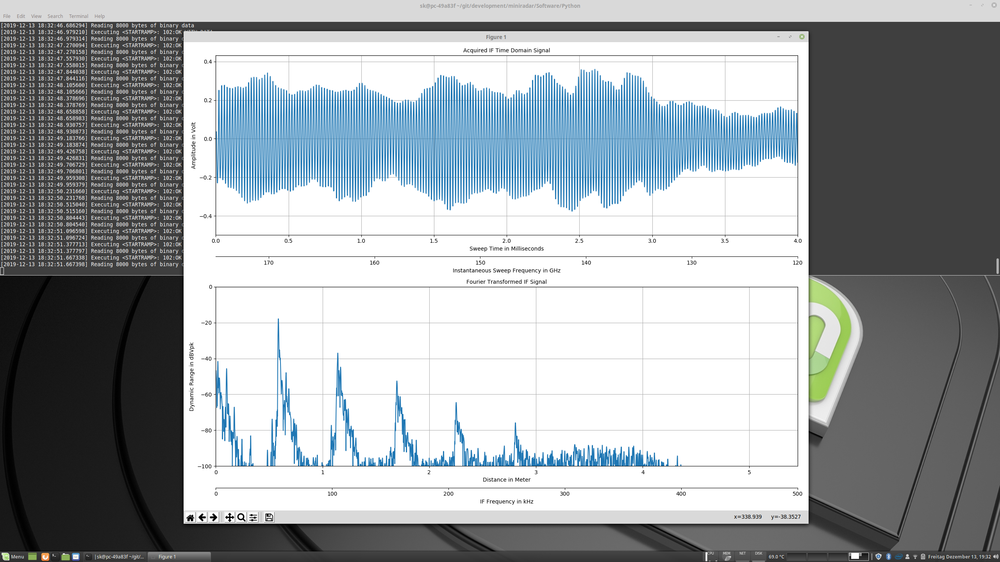 sk@pc-49a83f ~/git/development/miniradar/Software/Python
File Edit View Search Terminal Help
[2019-12-13 18:32:46.686294] Reading 8000 bytes of binary data
[2019-12-13 18:32:46.979210] Executing <STARTRAMP>: 102:OK WITH DATA
[2019-12-13 18:32:46.979314] Reading 8000 bytes of binary
[2019-12-13 18:32:47.270094] Executing <STARTRAMP>: 102:OK
[2019-12-13 18:32:47.270158] Reading 8000 bytes of binary
[2019-12-13 18:32:47.557930] Executing <STARTRAMP>: 102:OK
[2019-12-13 18:32:47.558015] Reading 8000 bytes of binary
[2019-12-13 18:32:47.844038] Executing <STARTRAMP>: 102:OK
[2019-12-13 18:32:47.844116] Reading 8000 bytes of binary
[2019-12-13 18:32:48.105600] Executing <STARTRAMP>: 102:OK
[2019-12-13 18:32:48.105666] Reading 8000 bytes of binary
[2019-12-13 18:32:48.378696] Executing <STARTRAMP>: 102:OK
[2019-12-13 18:32:48.378769] Reading 8000 bytes of binary
[2019-12-13 18:32:48.658858] Executing <STARTRAMP>: 102:OK
[2019-12-13 18:32:48.658983] Reading 8000 bytes of binary
[2019-12-13 18:32:48.930757] Executing <STARTRAMP>: 102:OK
[2019-12-13 18:32:48.930873] Reading 8000 bytes of binary
[2019-12-13 18:32:49.183766] Executing <STARTRAMP>: 102:OK
[2019-12-13 18:32:49.183874] Reading 8000 bytes of binary
[2019-12-13 18:32:49.426758] Executing <STARTRAMP>: 102:OK
[2019-12-13 18:32:49.426831] Reading 8000 bytes of binary
[2019-12-13 18:32:49.706729] Executing <STARTRAMP>: 102:OK
[2019-12-13 18:32:49.706801] Reading 8000 bytes of binary
[2019-12-13 18:32:49.959308] Executing <STARTRAMP>: 102:OK
[2019-12-13 18:32:49.959379] Reading 8000 bytes of binary
[2019-12-13 18:32:50.231660] Executing <STARTRAMP>: 102:OK
[2019-12-13 18:32:50.231768] Reading 8000 bytes of binary
[2019-12-13 18:32:50.515040] Executing <STARTRAMP>: 102:OK
[2019-12-13 18:32:50.515160] Reading 8000 bytes of binary
[2019-12-13 18:32:50.804443] Executing <STARTRAMP>: 102:OK
[2019-12-13 18:32:50.804540] Reading 8000 bytes of binary
[2019-12-13 18:32:51.096598] Executing <STARTRAMP>: 102:OK
[2019-12-13 18:32:51.096724] Reading 8000 bytes of binary
[2019-12-13 18:32:51.377713] Executing <STARTRAMP>: 102:OK
[2019-12-13 18:32:51.377797] Reading 8000 bytes of binary
[2019-12-13 18:32:51.667338] Executing <STARTRAMP>: 102:OK
[2019-12-13 18:32:51.667398] Reading 8000 bytes of binary
Figure 1
Acquired IF Time Domain Signal
Amplitude in Volt
0.4
0.2
0.0
−0.2
−0.4
0.0 0.5 1.0 1.5 2.0 2.5 3.0 3.5 4.0
Sweep Time in Milliseconds
170 160 150 140 130 120
Instantaneous Sweep Frequency in GHz
Fourier Transformed IF Signal
Dynamic Range in dBVpk
0
−20
−40
−60
−80
−100
0 1 2 3 4 5
Distance in Meter
0 100 200 300 400 500
IF Frequency in kHz
x=338.939 y=-38.3527
Menu
|sk@pc-49a83f ~/git/...
Figure 1
CPU MEM NET DISK
69.0 °C
Freitag Dezember 13, 19:32